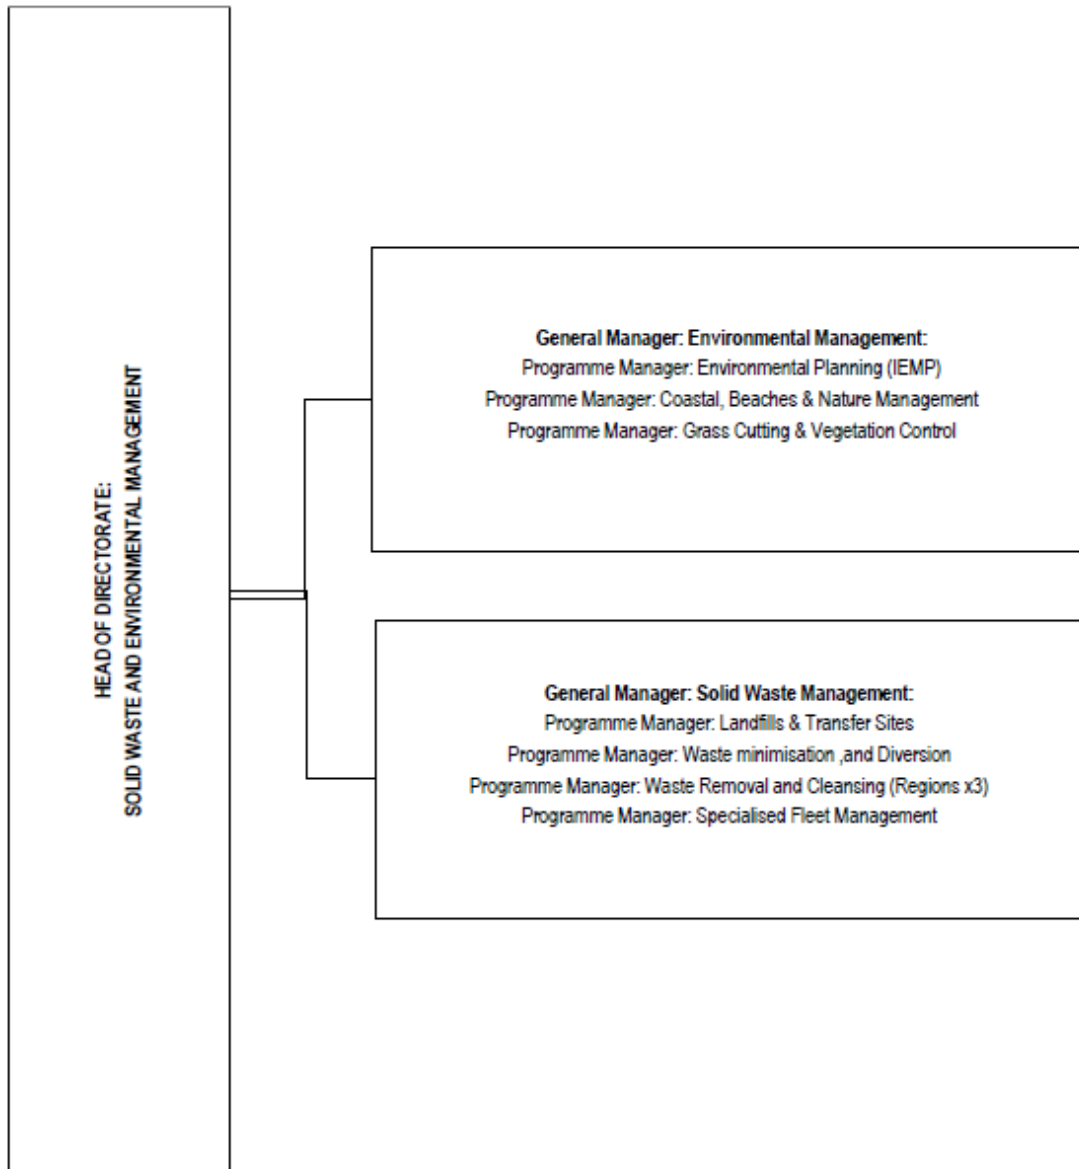 HEAD OF DIRECTORATE:
SOLID WASTE AND ENVIRONMENTAL MANAGEMENT
General Manager: Environmental Management:
Programme Manager: Environmental Planning (IEMP)
Programme Manager: Coastal, Beaches & Nature Management
Programme Manager: Grass Cutting & Vegetation Control
General Manager: Solid Waste Management:
Programme Manager: Landfills & Transfer Sites
Programme Manager: Waste minimisation ,and Diversion
Programme Manager: Waste Removal and Cleansing (Regions x3)
Programme Manager: Specialised Fleet Management